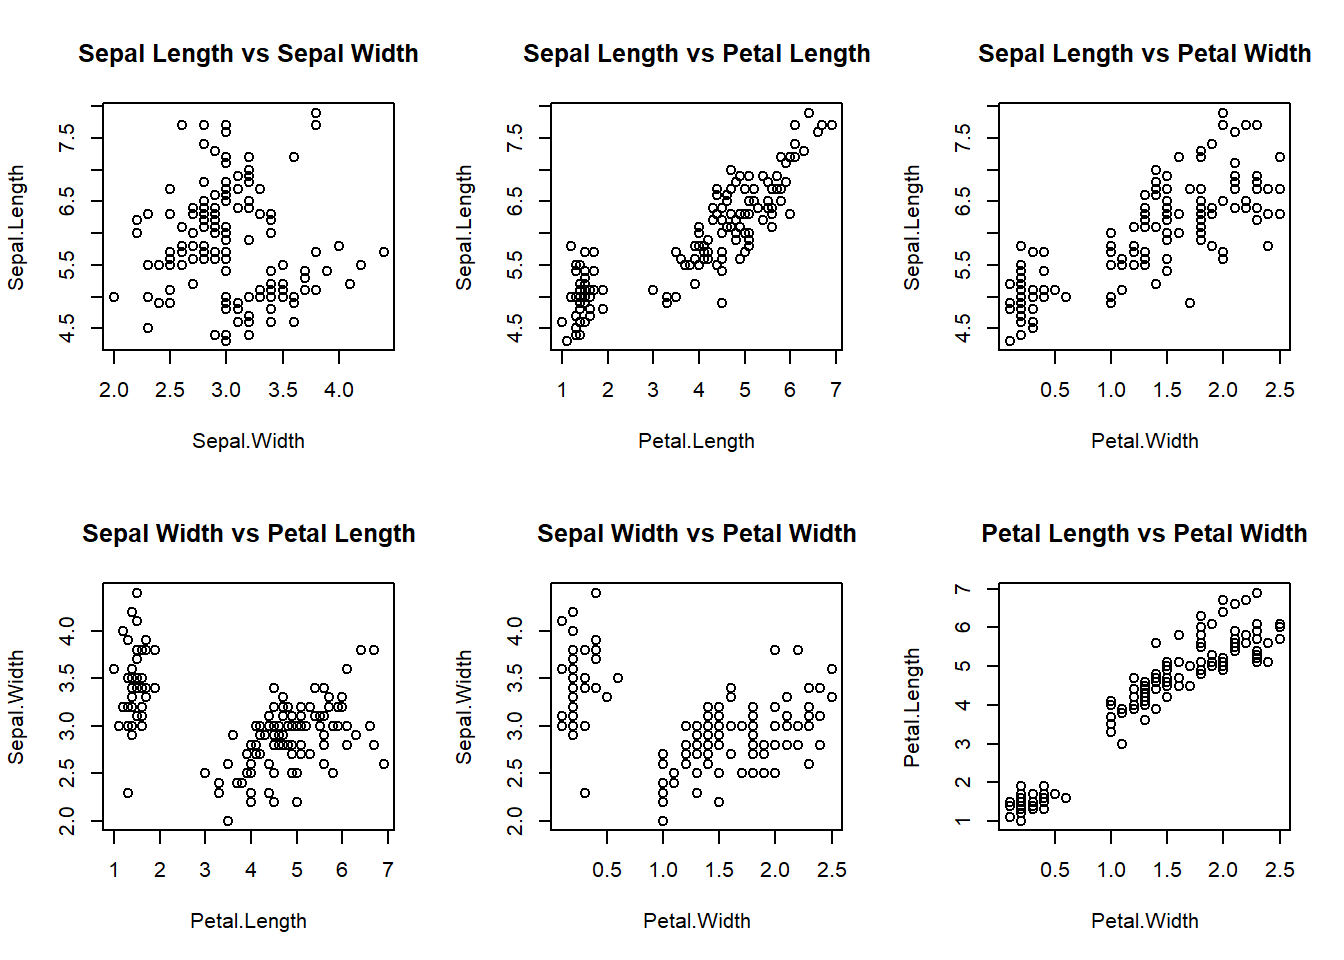 Sepal Length vs Sepal Width
Sepal.Length
4.5 5.5 6.5 7.5
2.0 2.5 3.0 3.5 4.0
Sepal.Width
Sepal Length vs Petal Length
Sepal.Length
4.5 5.5 6.5 7.5
1 2 3 4 5 6 7
Petal.Length
Sepal Length vs Petal Width
Sepal.Length
4.5 5.5 6.5 7.5
0.5 1.0 1.5 2.0 2.5
Petal.Width
Sepal Width vs Petal Length
Sepal.Width
2.0 2.5 3.0 3.5 4.0
1 2 3 4 5 6 7
Petal.Length
Sepal Width vs Petal Width
Sepal.Width
2.0 2.5 3.0 3.5 4.0
0.5 1.0 1.5 2.0 2.5
Petal.Width
Petal Length vs Petal Width
Petal.Length
1 2 3 4 5 6 7
0.5 1.0 1.5 2.0 2.5
Petal.Width